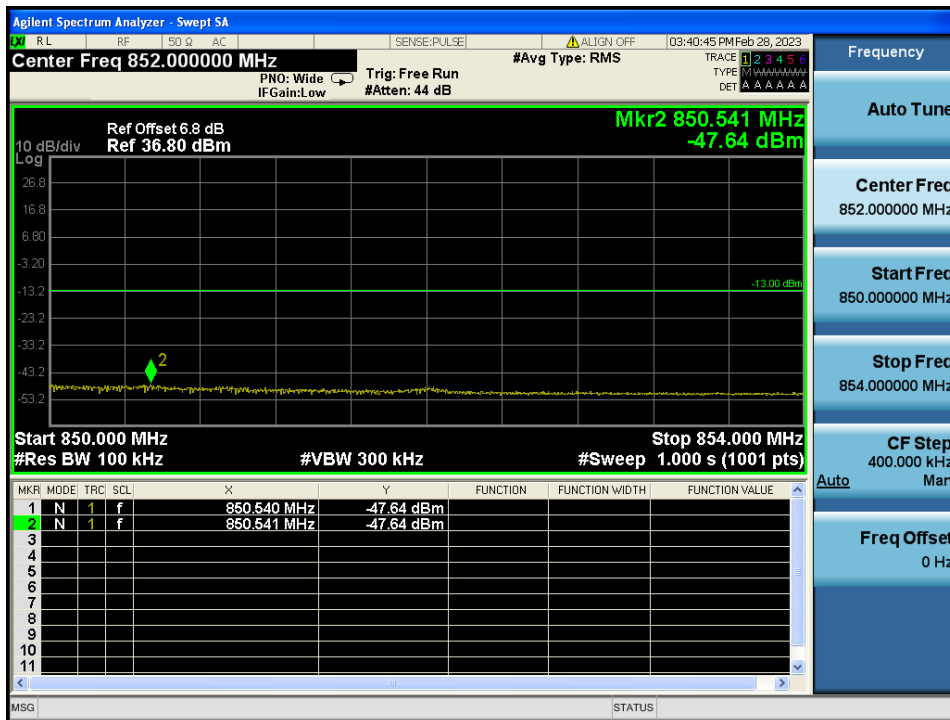 Agilent Spectrum Analyzer - Swept SA
LXI RL RF 50 Ω AC SENSE:PULSE ALIGN OFF 03:40:45 PM Feb 28, 2023
Center Freq 852.000000 MHz #Avg Type: RMS TRACE 1 2 3 4 5 6
PNO: Wide Trig: Free Run TYPE M WWWWW
IFGain:Low #Atten: 44 dB DET A A A A A A
Mkr2 850.541 MHz
-47.64 dBm
Ref Offset 6.8 dB
10 dB/div Ref 36.80 dBm
Log
26.8
16.8
6.80
-3.20
-13.2
-13.00 dBm
-23.2
-33.2
-43.2
2
-53.2
Start 850.000 MHz Stop 854.000 MHz
#Res BW 100 kHz #VBW 300 kHz #Sweep 1.000 s (1001 pts)
MKR MODE TRC SCL X Y FUNCTION FUNCTION WIDTH FUNCTION VALUE
1 N 1 f 850.540 MHz -47.64 dBm
2 N 1 f 850.541 MHz -47.64 dBm
3
4
5
6
7
8
9
10
11
MSG STATUS
Frequency
Auto Tune
Center Freq
852.000000 MHz
Start Freq
850.000000 MHz
Stop Freq
854.000000 MHz
CF Step
400.000 kHz
Auto Man
Freq Offset
0 Hz